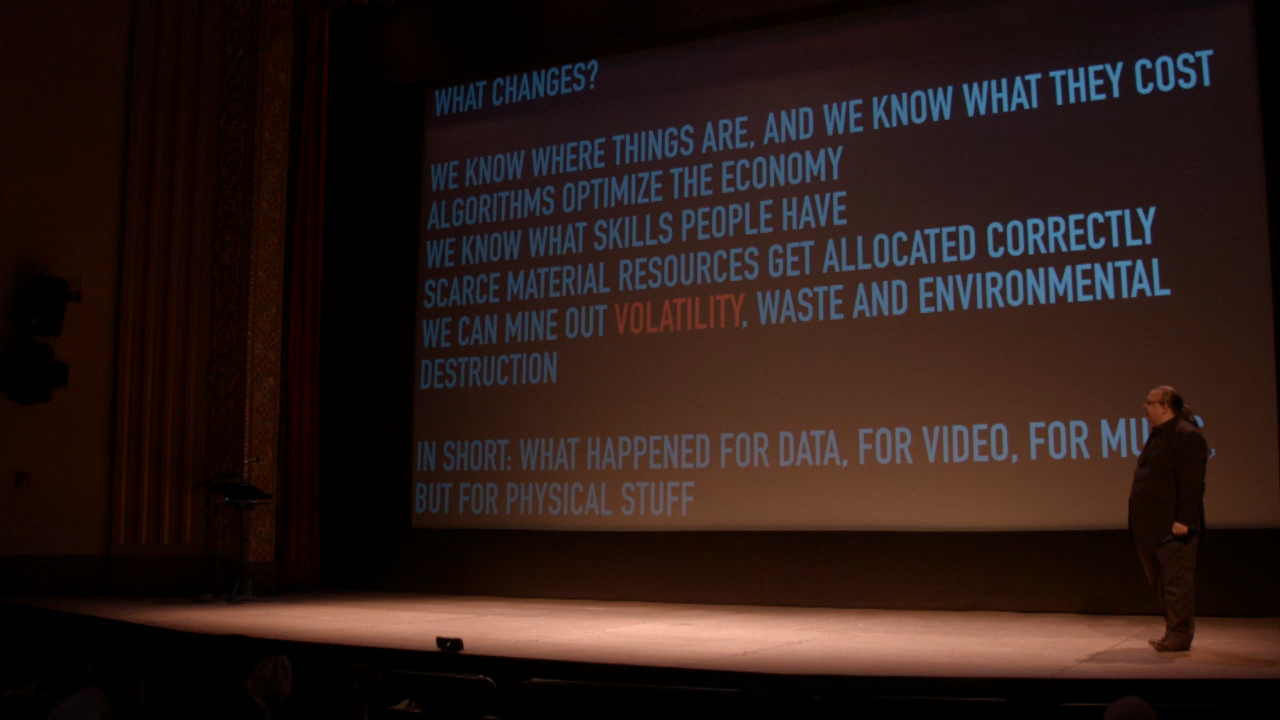 WHAT CHANGES?
WE KNOW WHERE THINGS ARE, AND WE KNOW WHAT THEY COST
ALGORITHMS OPTIMIZE THE ECONOMY
WE KNOW WHAT SKILLS PEOPLE HAVE
SCARCE MATERIAL RESOURCES GET ALLOCATED CORRECTLY
WE CAN MINE OUT VOLATILITY, WASTE AND ENVIRONMENTAL
DESTRUCTION
IN SHORT: WHAT HAPPENED FOR DATA, FOR VIDEO, FOR
BUT FOR PHYSICAL STUFF